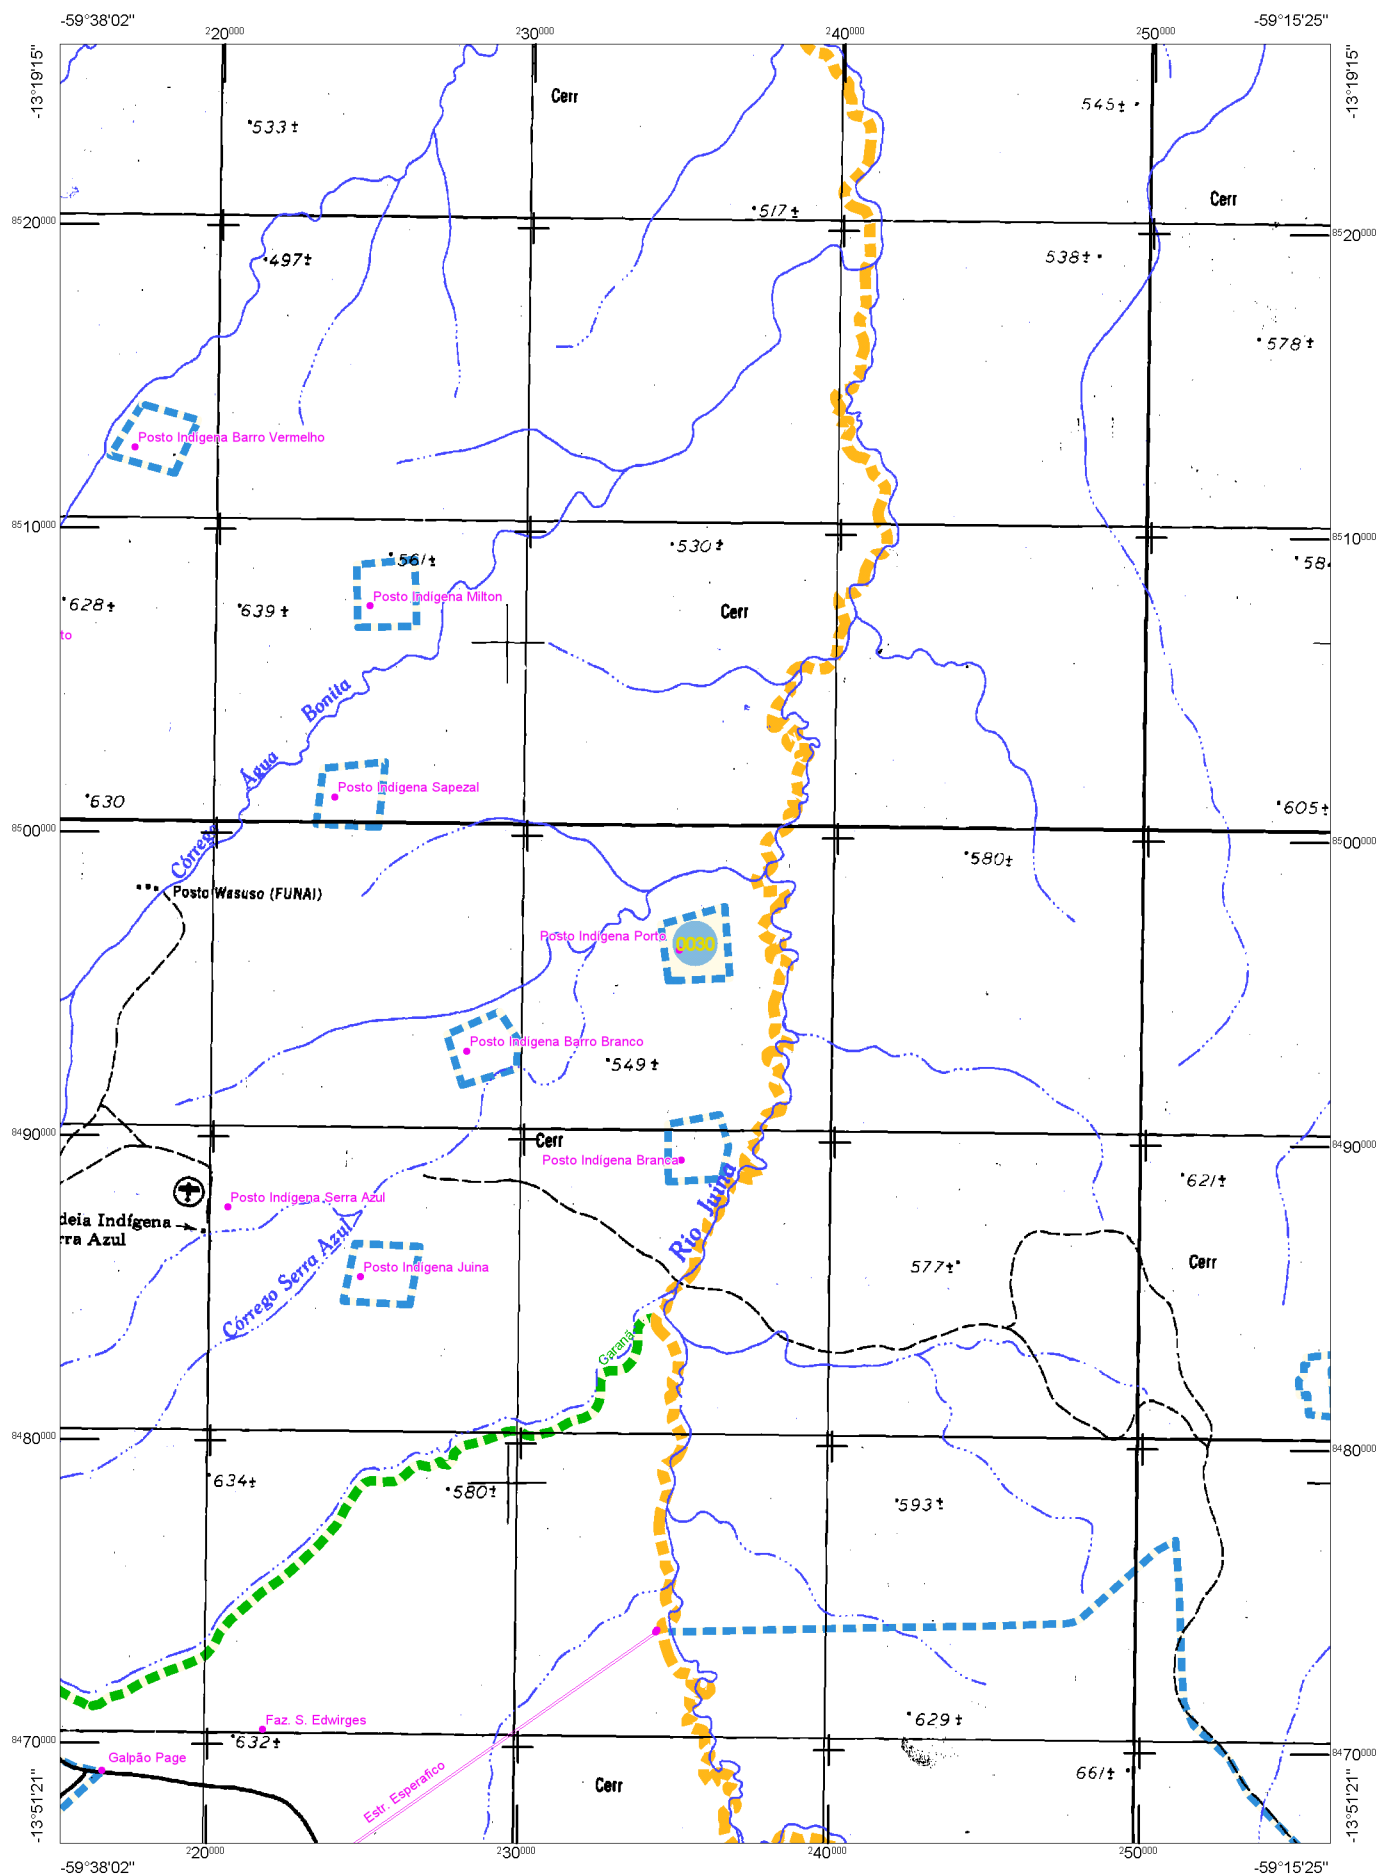 -59°38'02" -59°15'25"
220000 230000 240000 250000
-13°19'15" -13°19'15"
Cerr
545±
533±
Cerr
517±
8520000 8520000
497±
538±
578±
Posto Indígena Barro Vermelho
8510000 8510000
530±
561±
58
Posto Indígena Milton
628±
639±
Cerr
to
Bonita
Água
Posto Indígena Sapezal
630
605±
8500000 8500000
Córrego
580±
Posto Wasuso (FUNAI)
Posto Indígena Porto
0030
Posto Indígena Barro Branco
549±
8490000 8490000
Cerr
Posto Indígena Branca
621±
Posto Indígena Serra Azul
Rio Juína
deia Indígena
rra Azul
Córrego Serra Azul
577±
Cerr
Posto Indígena Juina
Garanã
8480000 8480000
634±
580±
593±
629±
Faz. S. Edwirges
632±
8470000 8470000
Galpão Page
661±
Estr. Esperafico
Cerr
-13°51'21" -13°51'21"
220000 230000 240000 250000
-59°38'02" -59°15'25"